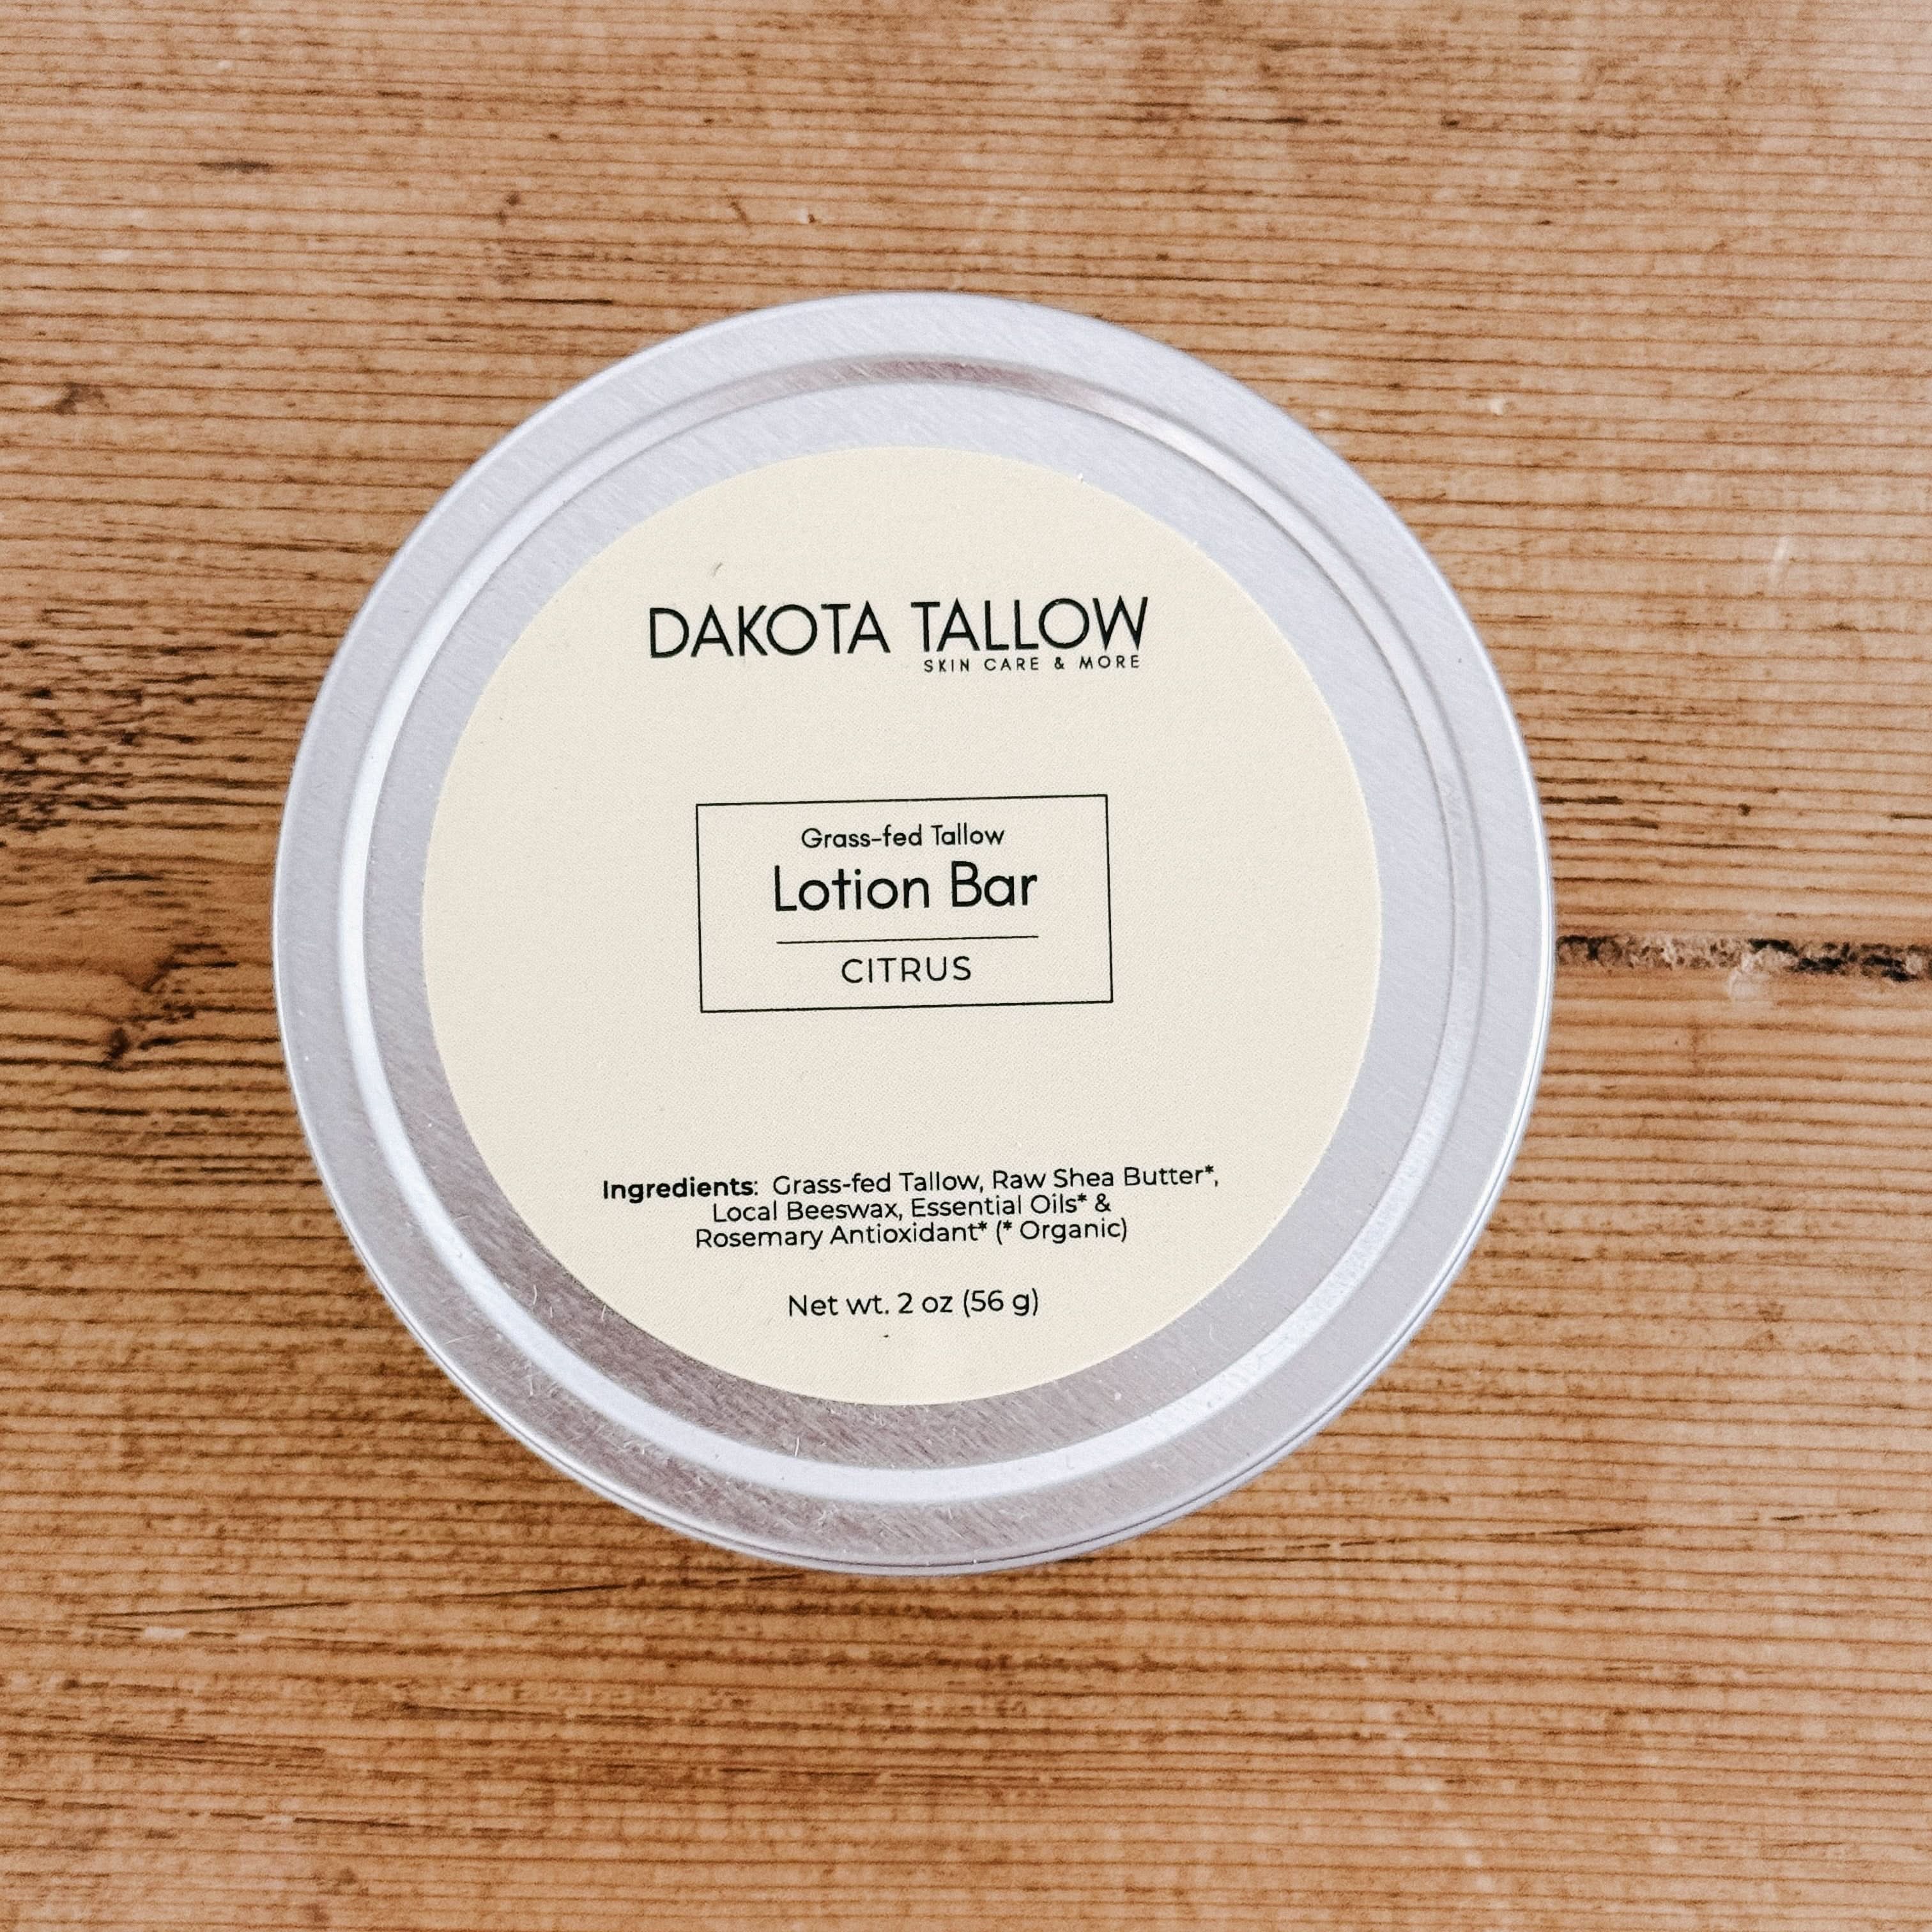 DAKOTA TALLOW
SKIN CARE & MORE
Grass-fed Tallow
Lotion Bar
CITRUS
Ingredients: Grass-fed Tallow, Raw Shea Butter*,
Local Beeswax, Essential Oils* &
Rosemary Antioxidant* (* Organic)
Net wt. 2 oz (56 g)